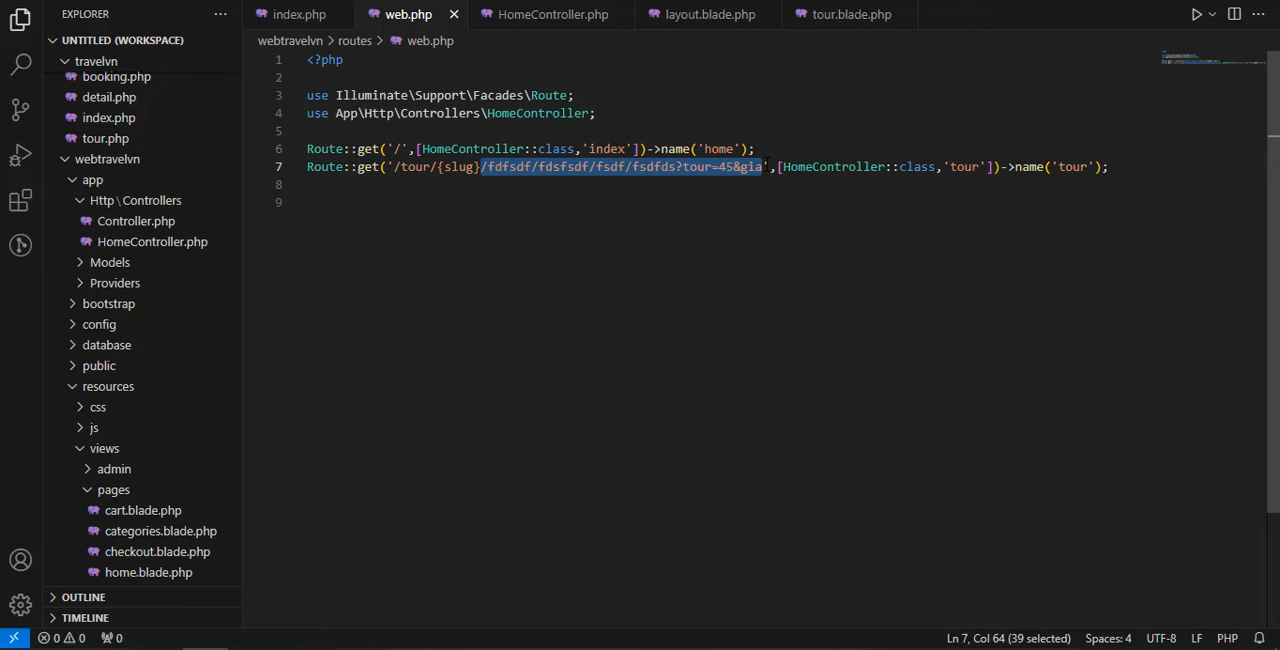 EXPLORER ···
UNTITLED (WORKSPACE)
travelvn
booking.php
detail.php
index.php
tour.php
webtravelvn
app
Http\Controllers
Controller.php
HomeController.php
Models
Providers
bootstrap
config
database
public
resources
css
js
views
admin
pages
cart.blade.php
categories.blade.php
checkout.blade.php
home.blade.php
OUTLINE
TIMELINE
index.php web.php HomeController.php layout.blade.php tour.blade.php
webtravelvn > routes > web.php
1 <?php
2
3 use Illuminate\Support\Facades\Route;
4 use App\Http\Controllers\HomeController;
5
6 Route::get('/',[HomeController::class,'index'])->name('home');
7 Route::get('/tour/{slug}/fdfsdf/fdsfsdf/fsdf/fsdfds?tour=45&gia',[HomeController::class,'tour'])->name('tour');
8
9
0 0 0 Ln 7, Col 64 (39 selected) Spaces: 4 UTF-8 LF PHP